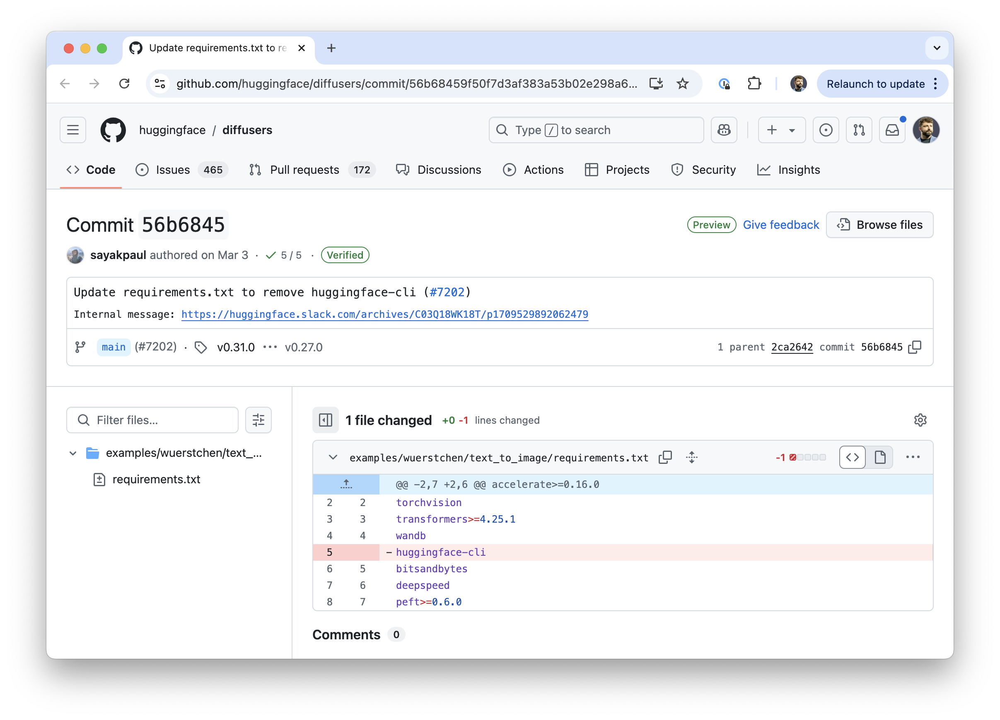 Update requirements.txt to re
github.com/huggingface/diffusers/commit/56b68459f50f7d3af383a53b02e298a6...
Relaunch to update
huggingface / diffusers
Type / to search
Code
Issues 465
Pull requests 172
Discussions
Actions
Projects
Security
Insights
Commit 56b6845
Preview Give feedback Browse files
sayakpaul authored on Mar 3 · 5 / 5 · Verified
Update requirements.txt to remove huggingface-cli (#7202)
Internal message: https://huggingface.slack.com/archives/C03Q18WK18T/p1709529892062479
main (#7202) · v0.31.0 ··· v0.27.0
1 parent 2ca2642 commit 56b6845
Filter files...
examples/wuerstchen/text_...
requirements.txt
1 file changed +0 -1 lines changed
examples/wuerstchen/text_to_image/requirements.txt
-1
@@ -2,7 +2,6 @@ accelerate>=0.16.0
2 2 torchvision
3 3 transformers>=4.25.1
4 4 wandb
5 - huggingface-cli
6 5 bitsandbytes
7 6 deepspeed
8 7 peft>=0.6.0
Comments 0